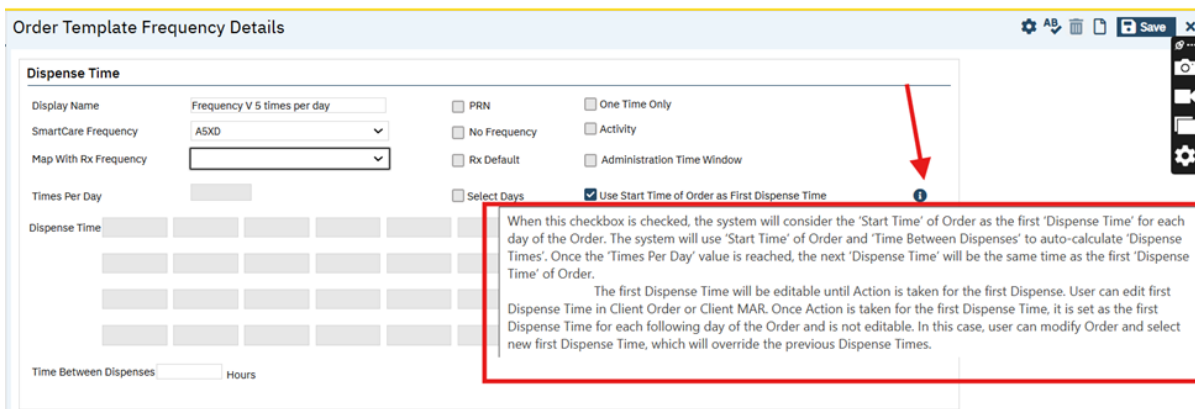 Order Template Frequency Details
AB
Save
Dispense Time
Display Name
Frequency V 5 times per day
PRN
One Time Only
SmartCare Frequency
A5XD
No Frequency
Activity
Map With Rx Frequency
Rx Default
Administration Time Window
Times Per Day
Select Days
Use Start Time of Order as First Dispense Time
Dispense Time
When this checkbox is checked, the system will consider the ‘Start Time’ of Order as the first ‘Dispense Time’ for each
day of the Order. The system will use ‘Start Time’ of Order and ‘Time Between Dispenses’ to auto-calculate ‘Dispense
Times’. Once the ‘Times Per Day’ value is reached, the next ‘Dispense Time’ will be the same time as the first ‘Dispense
Time’ of Order.
The first Dispense Time will be editable until Action is taken for the first Dispense. User can edit first
Dispense Time in Client Order or Client MAR. Once Action is taken for the first Dispense Time, it is set as the first
Dispense Time for each following day of the Order and is not editable. In this case, user can modify Order and select
new first Dispense Time, which will override the previous Dispense Times.
Time Between Dispenses
Hours